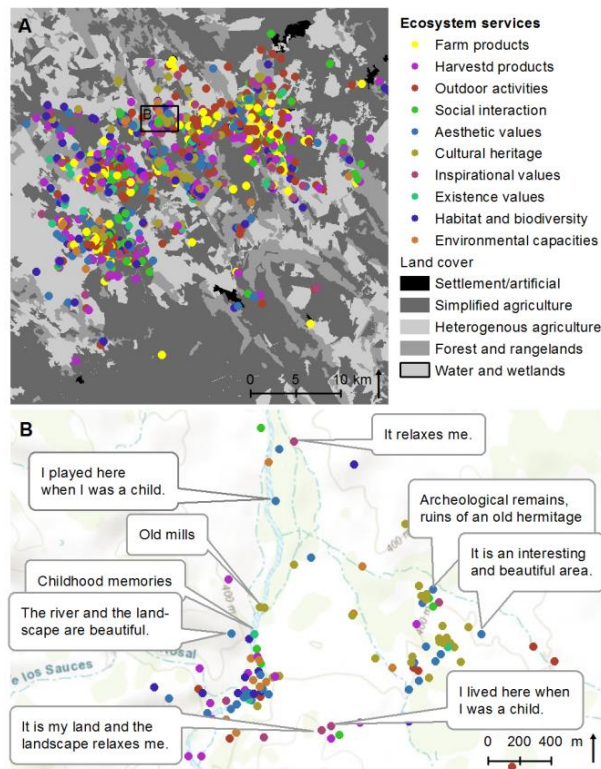 A
B
0 5 10 km
Ecosystem services
Farm products
Harvestd products
Outdoor activities
Social interaction
Aesthetic values
Cultural heritage
Inspirational values
Existence values
Habitat and biodiversity
Environmental capacities
Land cover
Settlement/artificial
Simplified agriculture
Heterogenous agriculture
Forest and rangelands
Water and wetlands
B
It relaxes me.
I played here
when I was a child.
Archeological remains,
ruins of an old hermitage
Old mills
400 m
It is an interesting
and beautiful area.
Childhood memories
400 m
400 m
The river and the land-
scape are beautiful.
Rosal
e los Sauces
I lived here when
I was a child.
It is my land and the
landscape relaxes me.
0 200 400 m